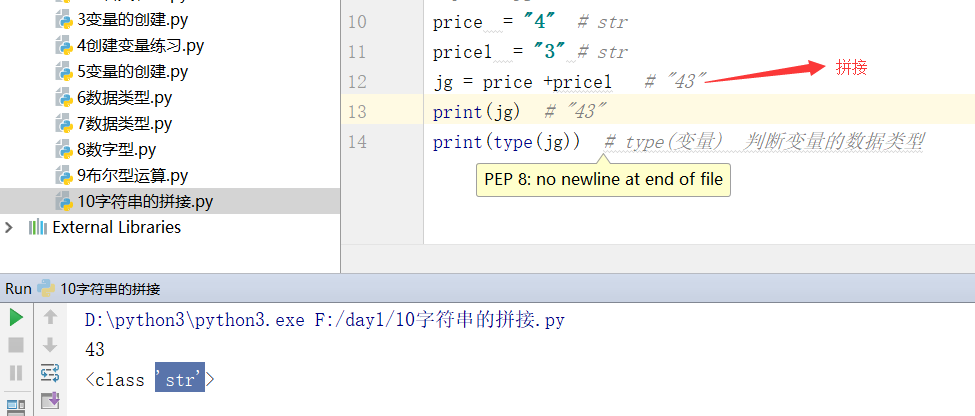 3变量的创建.py
4创建变量练习.py
5变量的创建.py
6数据类型.py
7数据类型.py
8数字型.py
9布尔型运算.py
10字符串的拼接.py
External Libraries
10 price = "4" # str
11 price1 = "3" # str
12 jg = price +price1 # "43" 拼接
13 print(jg) # "43"
14 print(type(jg)) # type(变量) 判断变量的数据类型
PEP 8: no newline at end of file
Run 10字符串的拼接
D:\python3\python3.exe F:/day1/10字符串的拼接.py
43
<class 'str'>